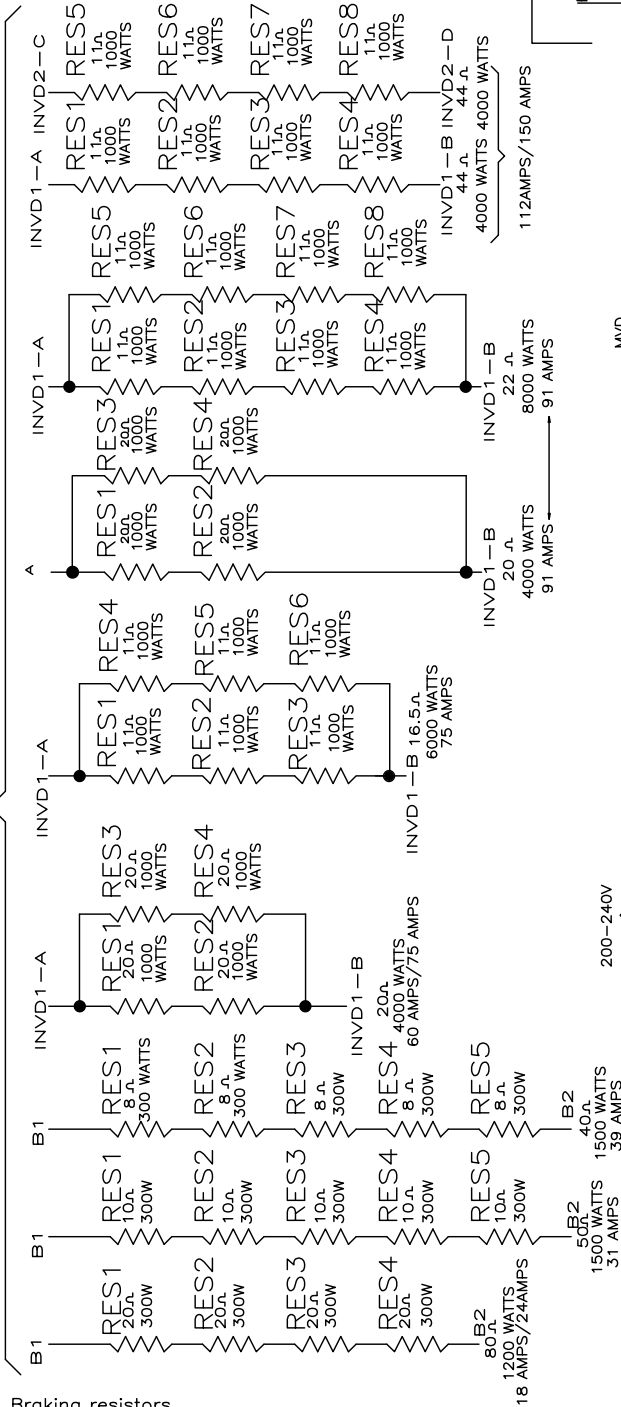 INVD2-C
RES5
11Ω
1000
WATTS
RES6
11Ω
1000
WATTS
RES7
11Ω
1000
WATTS
RES8
11Ω
1000
WATTS
INVD2-D
44Ω
4000 WATTS
INVD1-A
RES1
11Ω
1000
WATTS
RES2
11Ω
1000
WATTS
RES3
11Ω
1000
WATTS
RES4
11Ω
1000
WATTS
INVD1-B
44Ω
4000 WATTS
112AMPS/150 AMPS
RES5
11Ω
1000
WATTS
RES6
11Ω
1000
WATTS
RES7
11Ω
1000
WATTS
RES8
11Ω
1000
WATTS
INVD1-A
RES1
11Ω
1000
WATTS
RES2
11Ω
1000
WATTS
RES3
11Ω
1000
WATTS
RES4
11Ω
1000
WATTS
INVD1-B
22 Ω
8000 WATTS
91 AMPS
RES3
20Ω
1000
WATTS
RES4
20Ω
1000
WATTS
A
RES1
20Ω
1000
WATTS
RES2
20Ω
1000
WATTS
INVD1-B
20 Ω
4000 WATTS
91 AMPS
RES4
11Ω
1000
WATTS
RES5
11Ω
1000
WATTS
RES6
11Ω
1000
WATTS
INVD1-A
RES1
11Ω
1000
WATTS
RES2
11Ω
1000
WATTS
RES3
11Ω
1000
WATTS
INVD1-B
16.5Ω
6000 WATTS
75 AMPS
RES3
20Ω
1000
WATTS
RES4
20Ω
1000
WATTS
INVD1-A
RES1
20Ω
1000
WATTS
RES2
20Ω
1000
WATTS
INVD1-B
20Ω
4000 WATTS
60 AMPS/75 AMPS
200-240V
B1
RES1
8Ω
300 WATTS
RES2
8Ω
300 WATTS
RES3
8Ω
300W
RES4
8Ω
300W
RES5
8Ω
300W
B2
40Ω
1500 WATTS
39 AMPS
B1
RES1
10Ω
300W
RES2
10Ω
300W
RES3
10Ω
300W
RES4
10Ω
300W
RES5
10Ω
300W
B2
50Ω
1500 WATTS
31 AMPS
B1
RES1
20Ω
300W
RES2
20Ω
300W
RES3
20Ω
300W
RES4
20Ω
300W
B2
80Ω
1200 WATTS
18 AMPS/24AMPS
Braking resistors